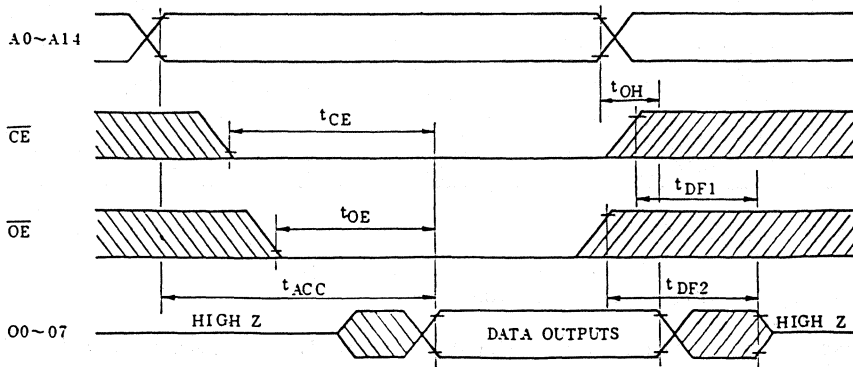 A0~A14
tOH
CE
tCE
tDF1
OE
tOE
tACC
tDF2
O0~O7
HIGH Z
DATA OUTPUTS
HIGH Z